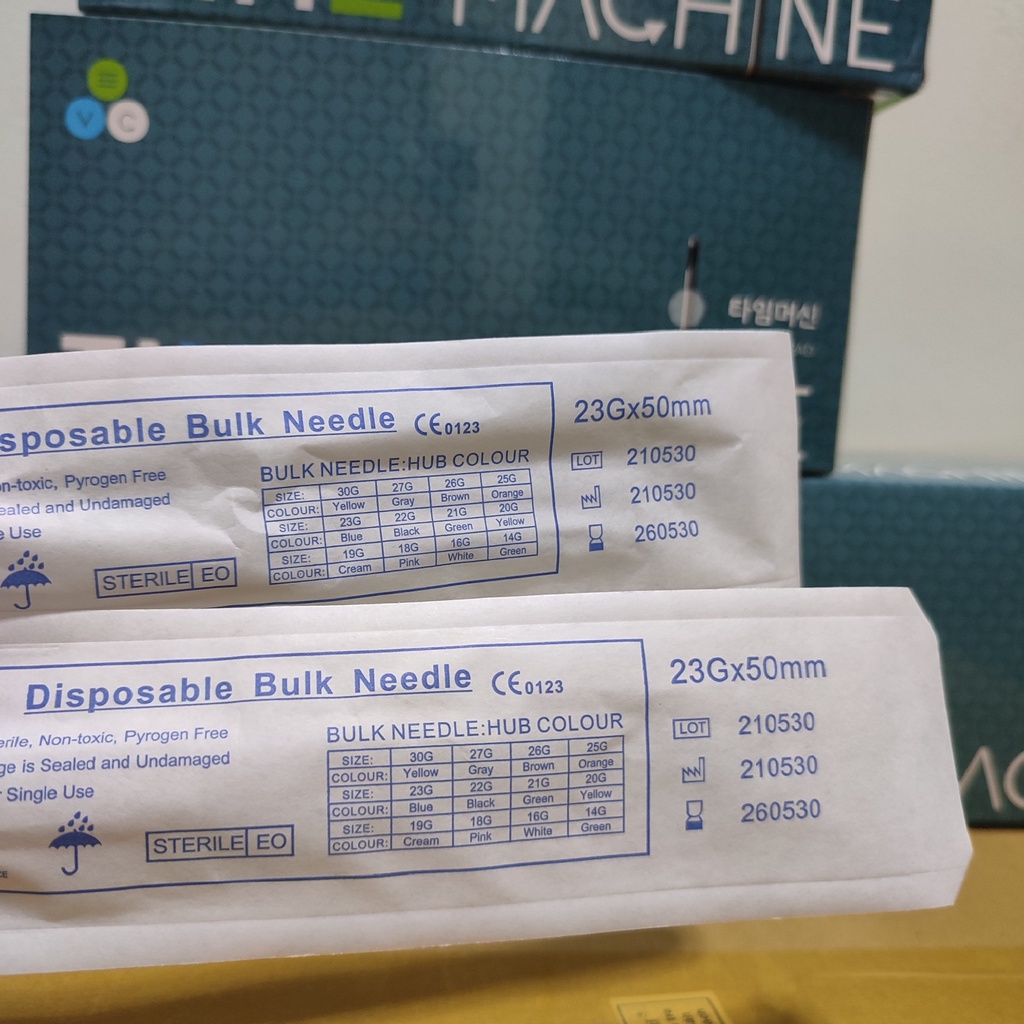 MACHINE
V C
타임머신
sposable Bulk Needle CE0123
n-toxic, Pyrogen Free
ealed and Undamaged
e Use
STERILE EO
BULK NEEDLE:HUB COLOUR
SIZE: 30G 27G 26G 25G
COLOUR: Yellow Gray Brown Orange
SIZE: 23G 22G 21G 20G
COLOUR: Blue Black Green Yellow
SIZE: 19G 18G 16G 14G
COLOUR: Cream Pink White Green
23Gx50mm
LOT 210530
210530
260530
Disposable Bulk Needle CE0123
erile, Non-toxic, Pyrogen Free
ge is Sealed and Undamaged
r Single Use
STERILE EO
BULK NEEDLE:HUB COLOUR
SIZE: 30G 27G 26G 25G
COLOUR: Yellow Gray Brown Orange
SIZE: 23G 22G 21G 20G
COLOUR: Blue Black Green Yellow
SIZE: 19G 18G 16G 14G
COLOUR: Cream Pink White Green
23Gx50mm
LOT 210530
210530
260530